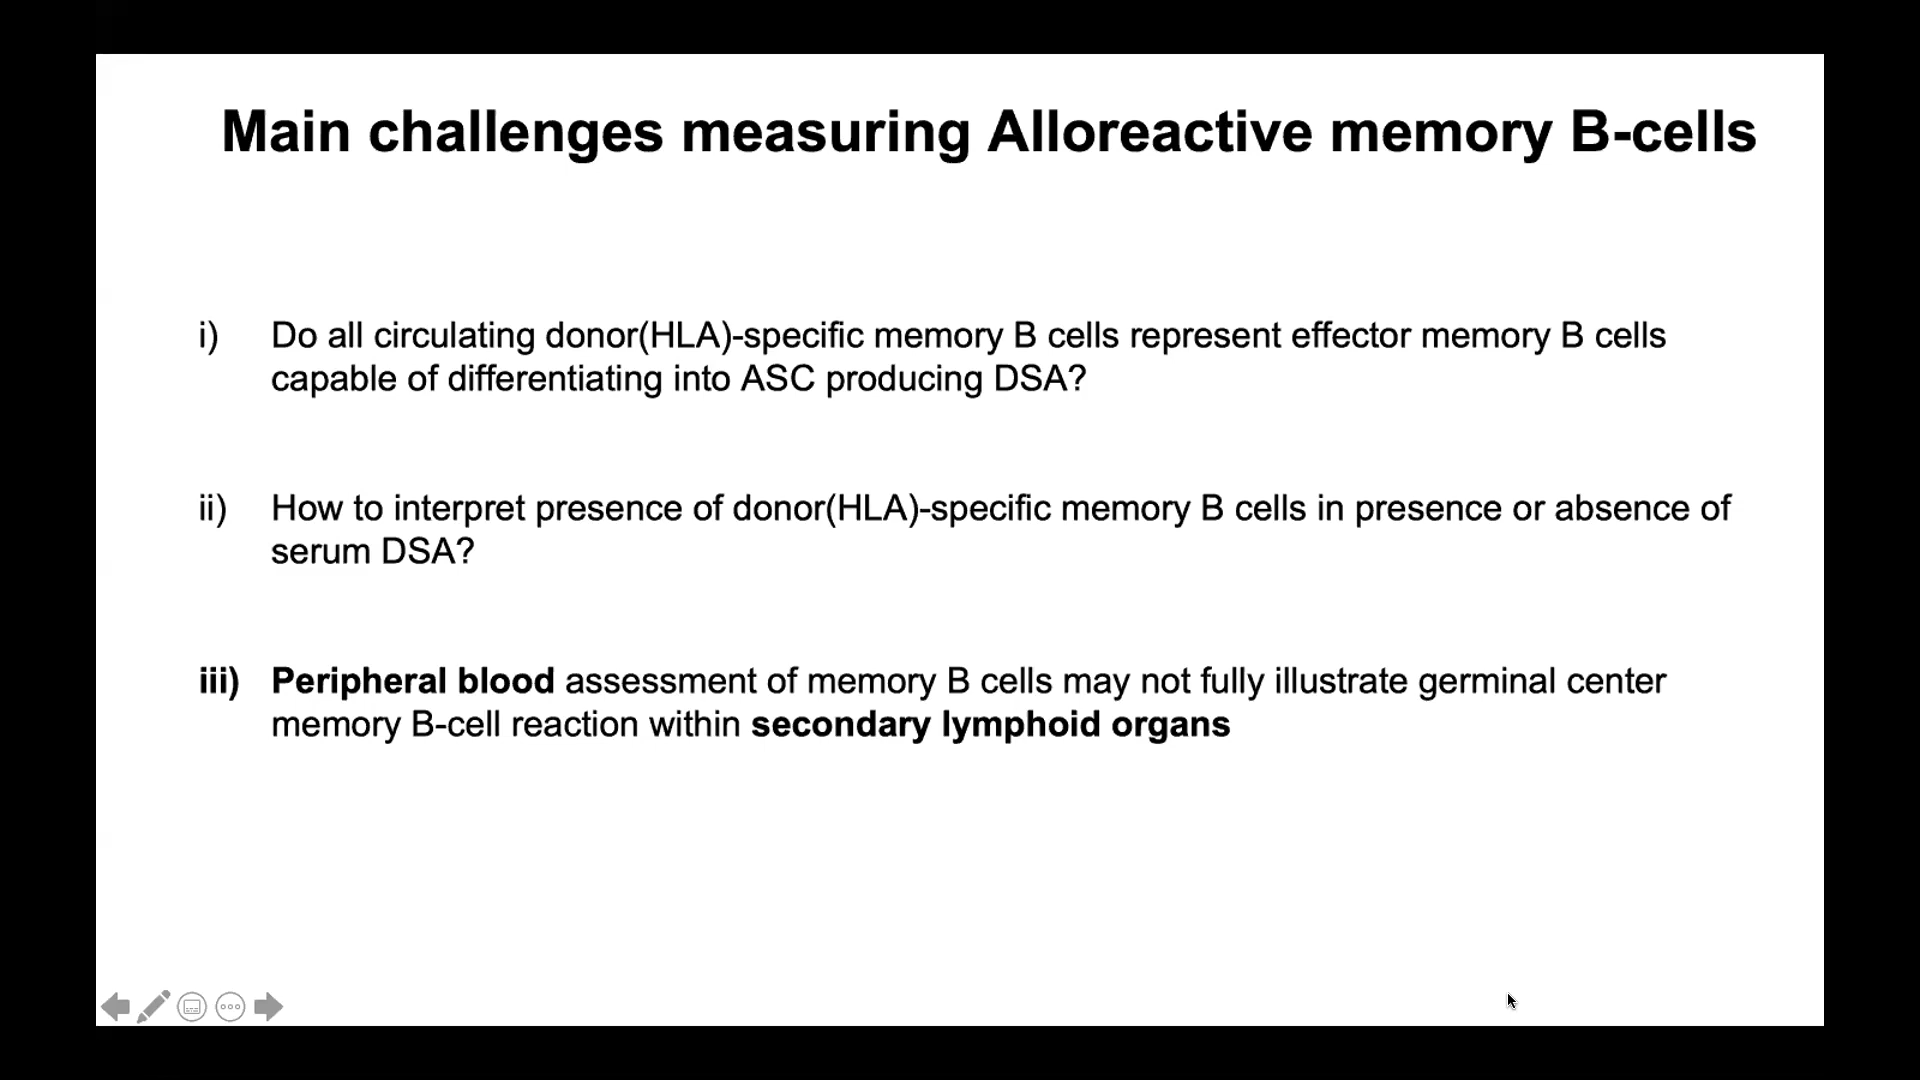 Main challenges measuring Alloreactive memory B-cells
i) Do all circulating donor(HLA)-specific memory B cells represent effector memory B cells
capable of differentiating into ASC producing DSA?
ii) How to interpret presence of donor(HLA)-specific memory B cells in presence or absence of
serum DSA?
iii) Peripheral blood assessment of memory B cells may not fully illustrate germinal center
memory B-cell reaction within secondary lymphoid organs